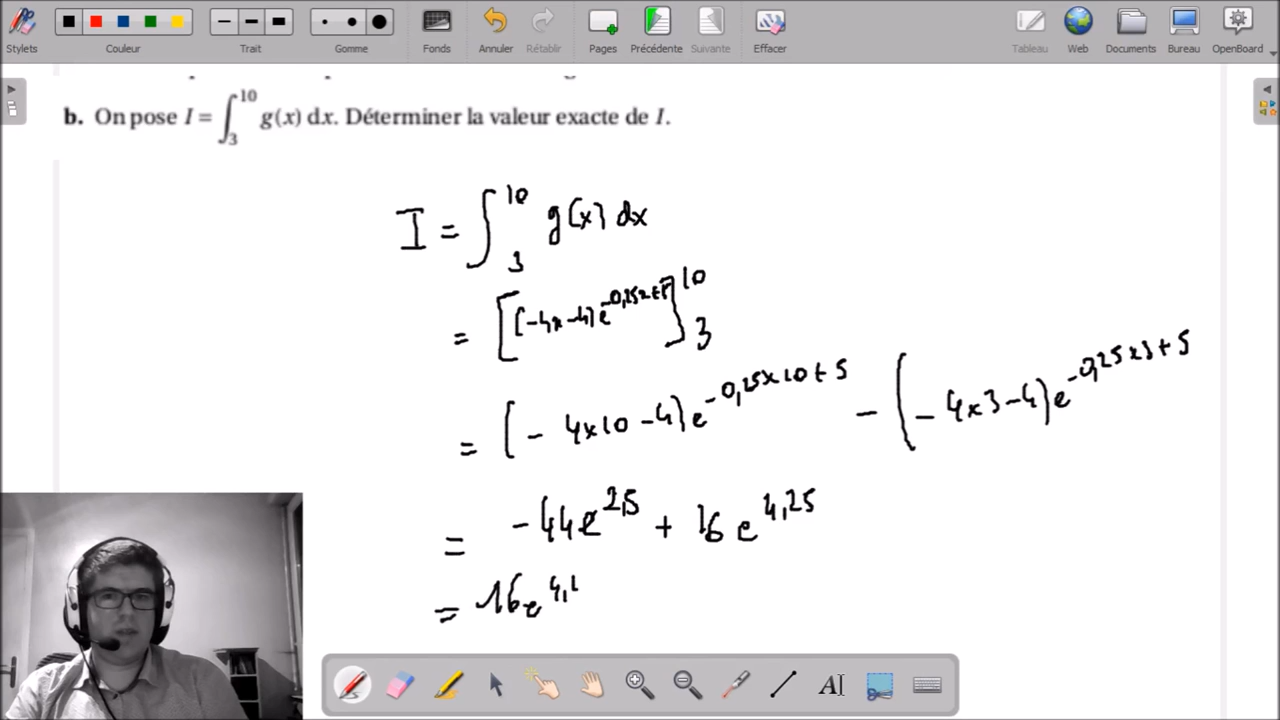 Stylets Couleur Trait Gomme Fonds Annuler Rétablir Pages Précédente Suivante Effacer Tableau Web Documents Bureau OpenBoard
b. On pose I = ∫₃¹⁰ g(x) dx. Déterminer la valeur exacte de I.
I = ∫₃¹⁰ g(x) dx
= [(-4x-4)e^{-0,25x+5}]₃¹⁰
= (- 4×10 -4)e^{-0,25×10+5} - (- 4×3-4)e^{-0,25×3+5}
= -44e^{2,5} + 16e^{4,25}
= 16e^{4,
AI